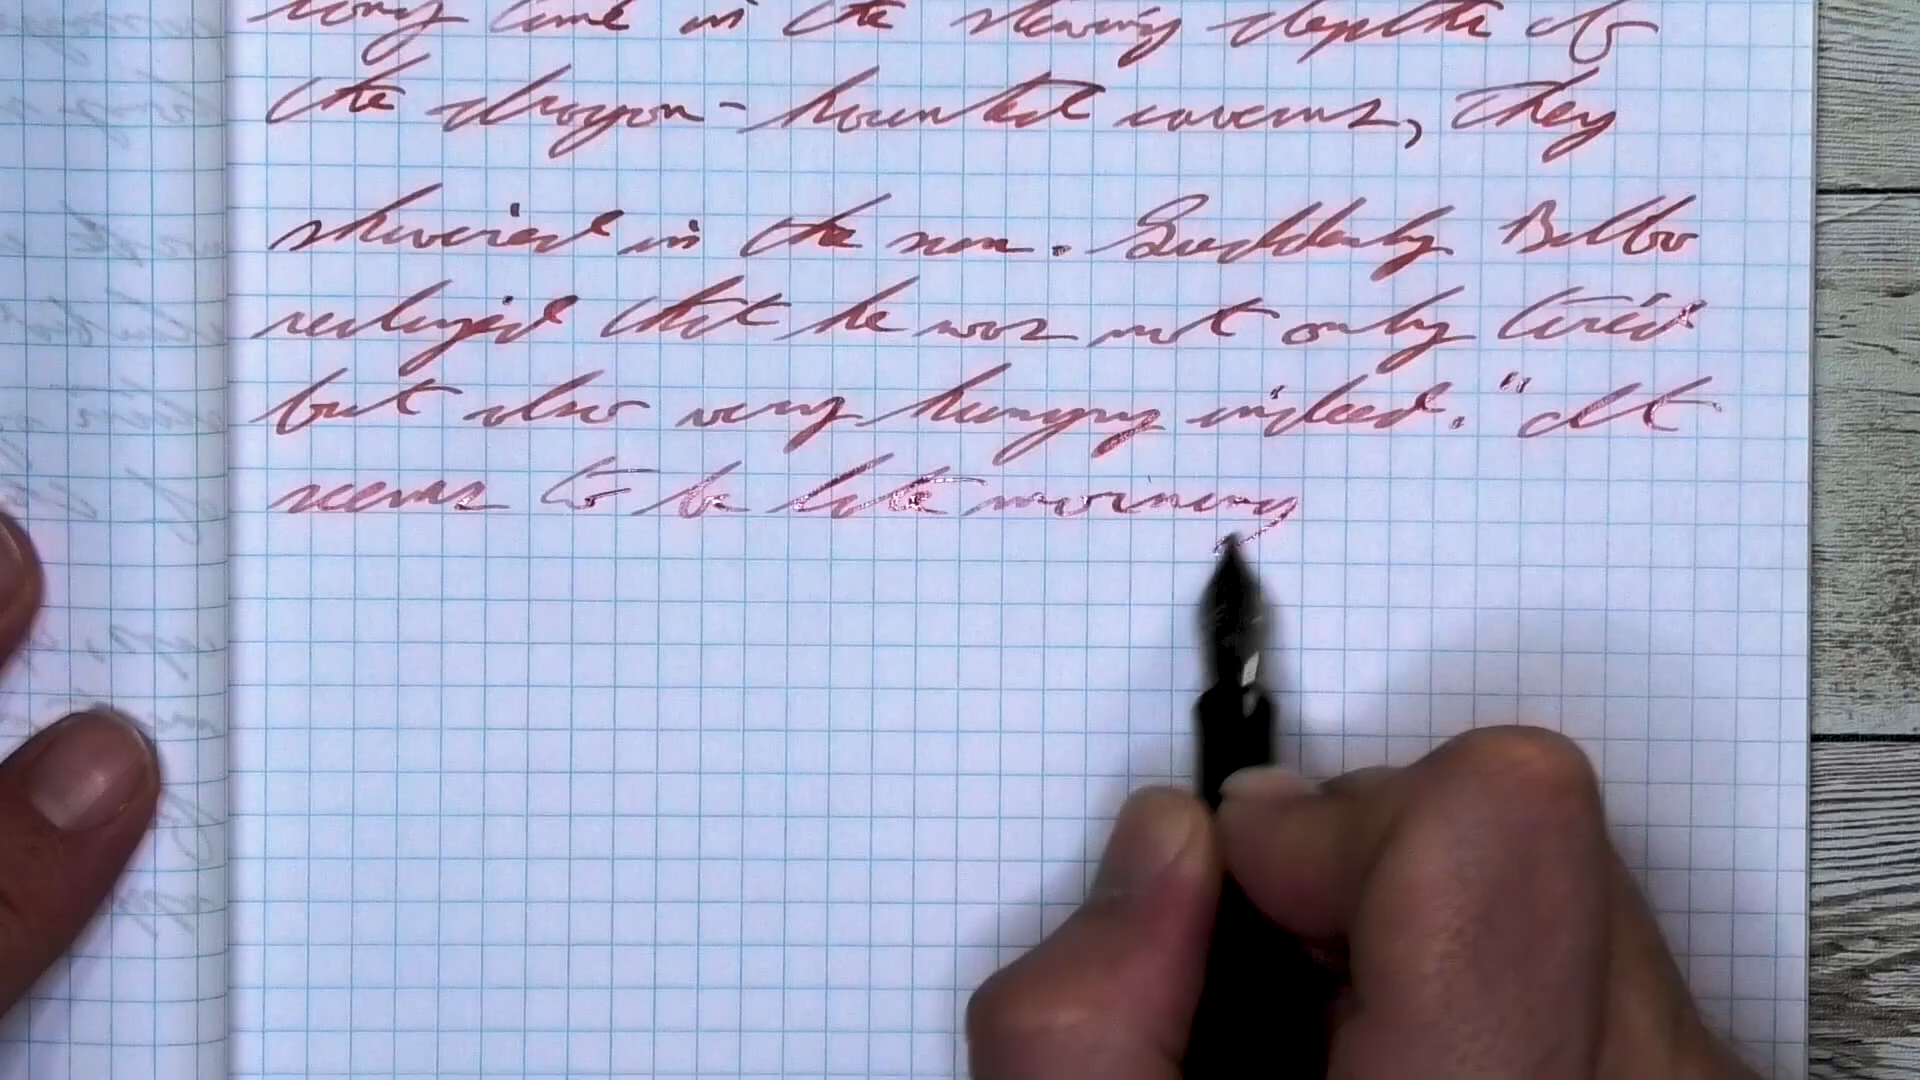 long time in the stewing depths of
the dragon-haunted caverns, they
shivered in the sun. Suddenly Bilbo
realized that he was not only tired
but also very hungry indeed. "It
seems to be late morning